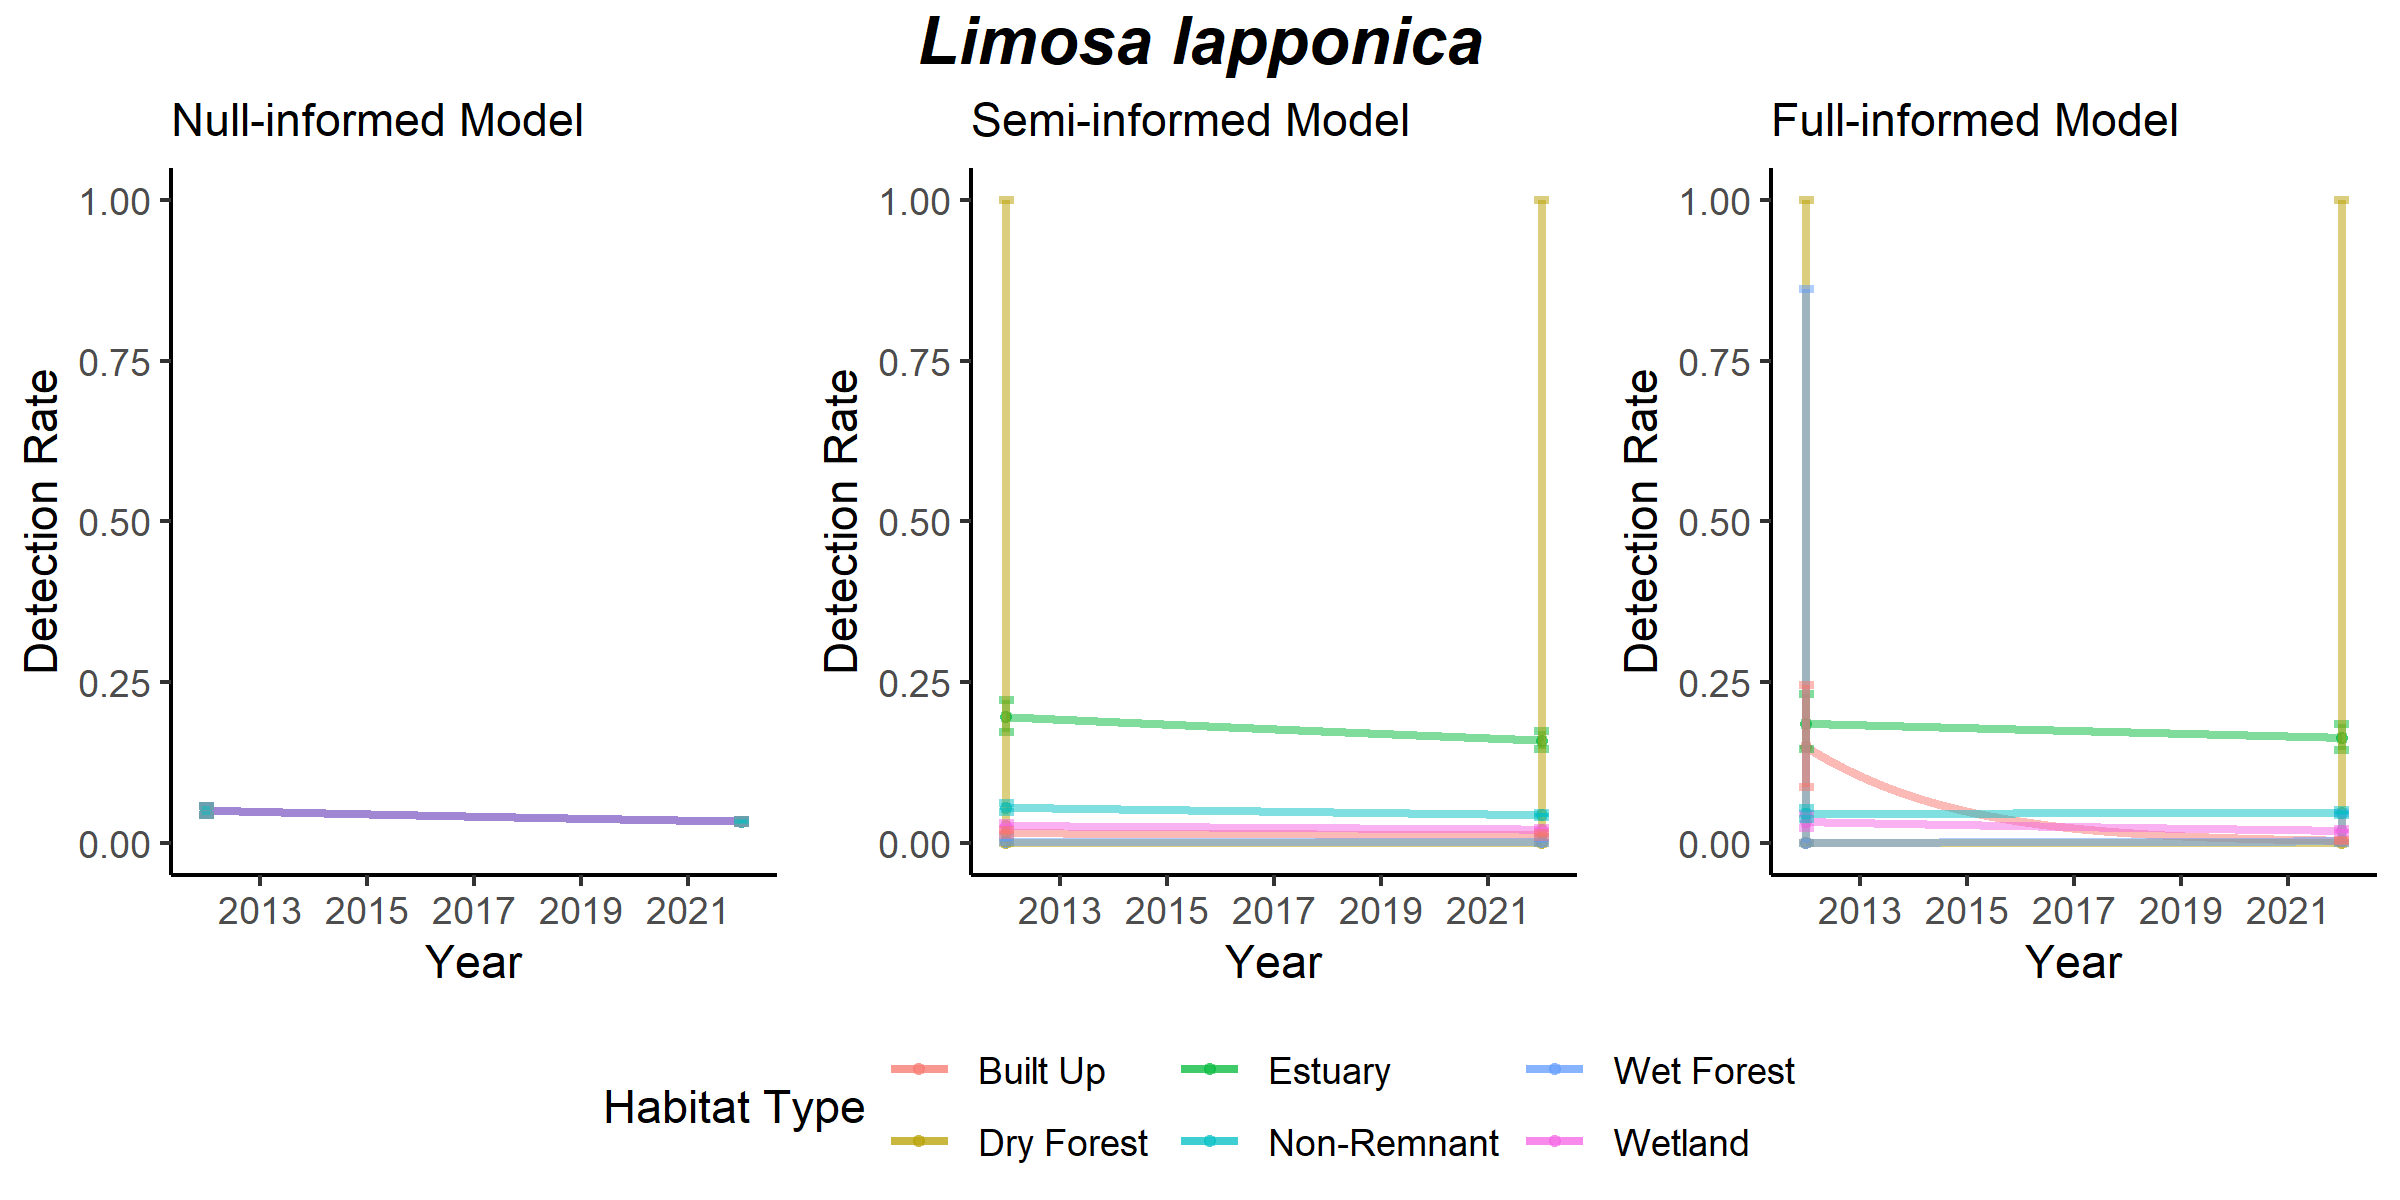 Limosa lapponica
Null-informed Model
Semi-informed Model
Full-informed Model
Detection Rate
1.00
0.75
0.50
0.25
0.00
2013 2015 2017 2019 2021
Year
Detection Rate
1.00
0.75
0.50
0.25
0.00
2013 2015 2017 2019 2021
Year
Detection Rate
1.00
0.75
0.50
0.25
0.00
2013 2015 2017 2019 2021
Year
Habitat Type
Built Up
Estuary
Wet Forest
Dry Forest
Non-Remnant
Wetland